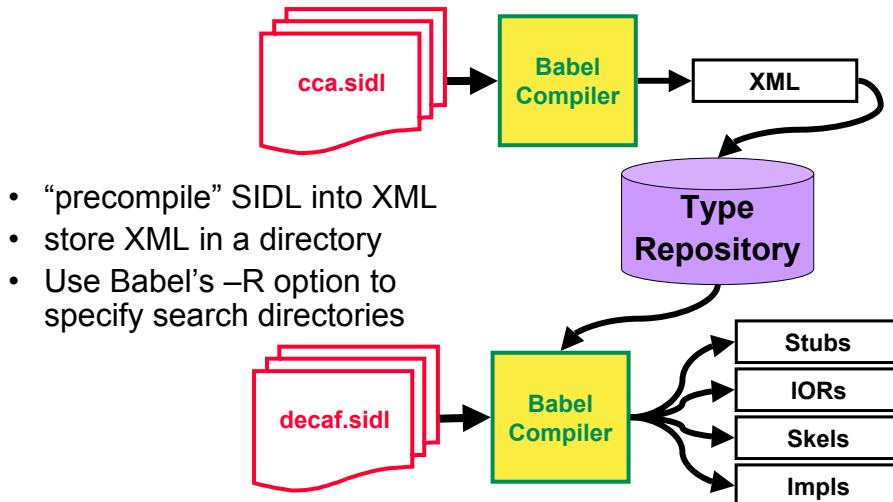 cca.sidl
Babel
Compiler
XML
• “precompile” SIDL into XML
• store XML in a directory
• Use Babel’s –R option to
specify search directories
Type
Repository
decaf.sidl
Babel
Compiler
Stubs
IORs
Skels
Impls